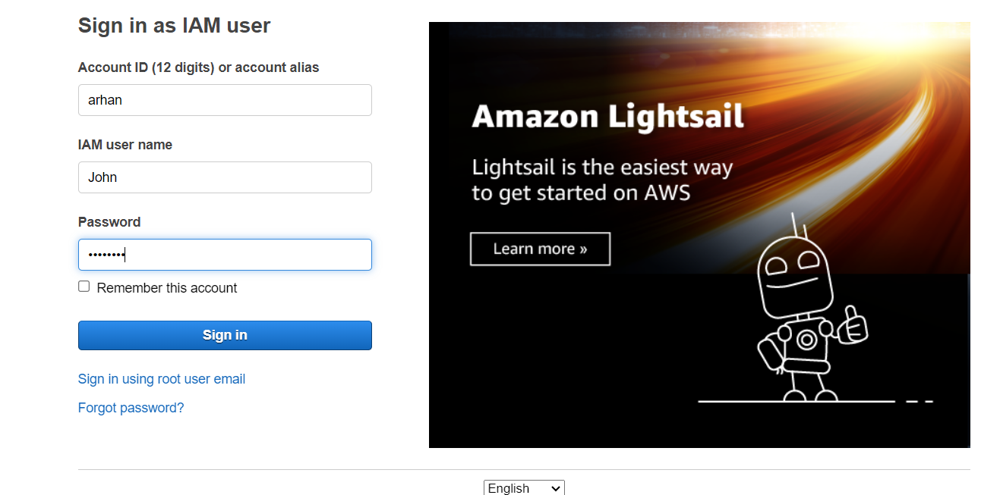 Sign in as IAM user
Account ID (12 digits) or account alias
arhan
IAM user name
John
Password
••••••••
Remember this account
Sign in
Sign in using root user email
Forgot password?
Amazon Lightsail
Lightsail is the easiest way
to get started on AWS
Learn more »
English